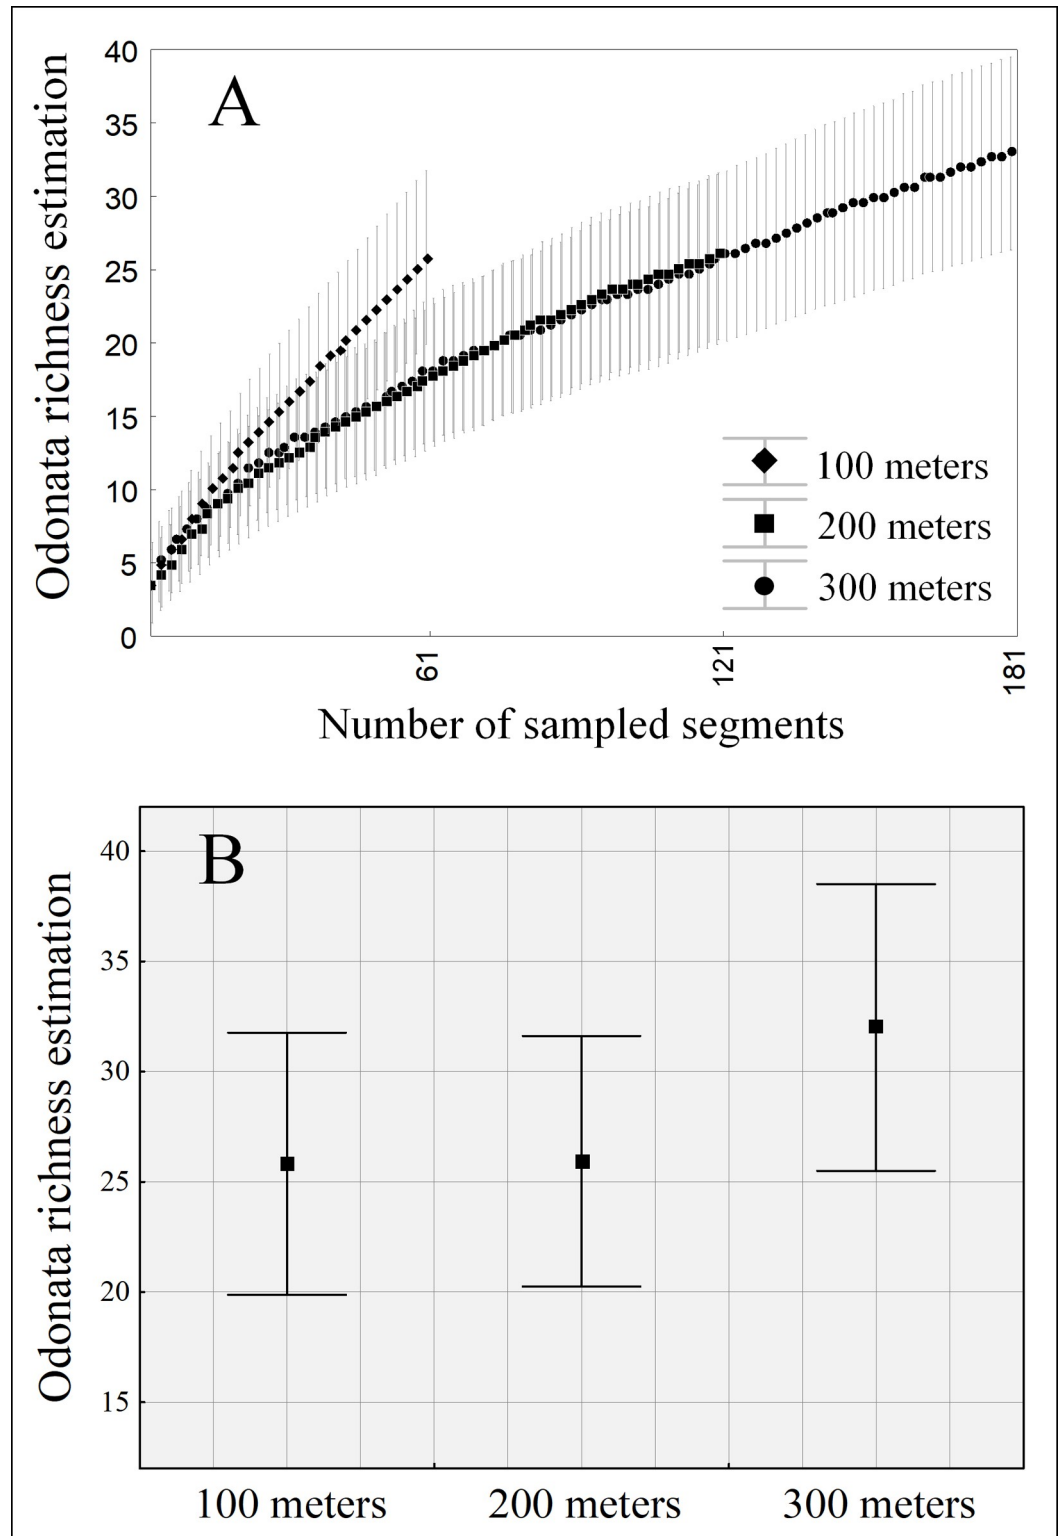 A
Odonata richness estimation
40
35
30
25
20
15
10
5
0
100 meters
200 meters
300 meters
61
121
181
Number of sampled segments
B
Odonata richness estimation
40
35
30
25
20
15
100 meters
200 meters
300 meters